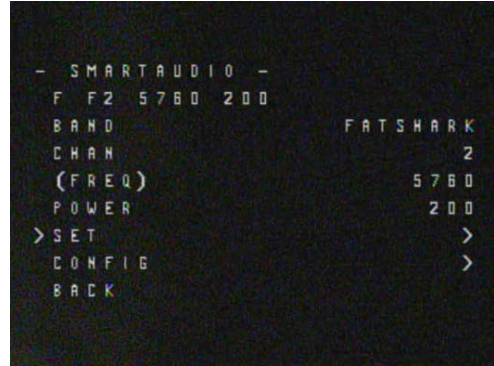 - SMARTAUDIO -
F F2 5760 200
BAND FATSHARK
CHAN 2
(FREQ) 5760
POWER 200
>SET >
CONFIG >
BACK